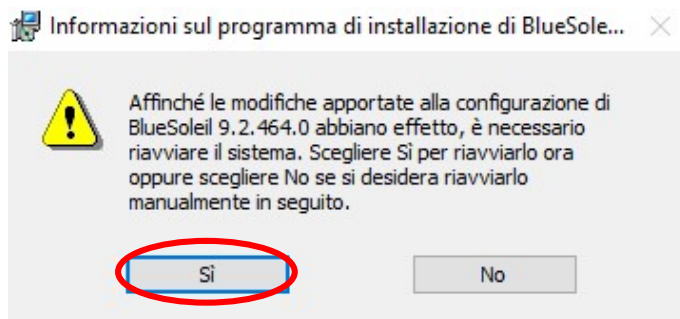 Informazioni sul programma di installazione di BlueSole...
Affinché le modifiche apportate alla configurazione di
BlueSoleil 9.2.464.0 abbiano effetto, è necessario
riavviare il sistema. Scegliere Sì per riavviarlo ora
oppure scegliere No se si desidera riavviarlo
manualmente in seguito.
Sì
No